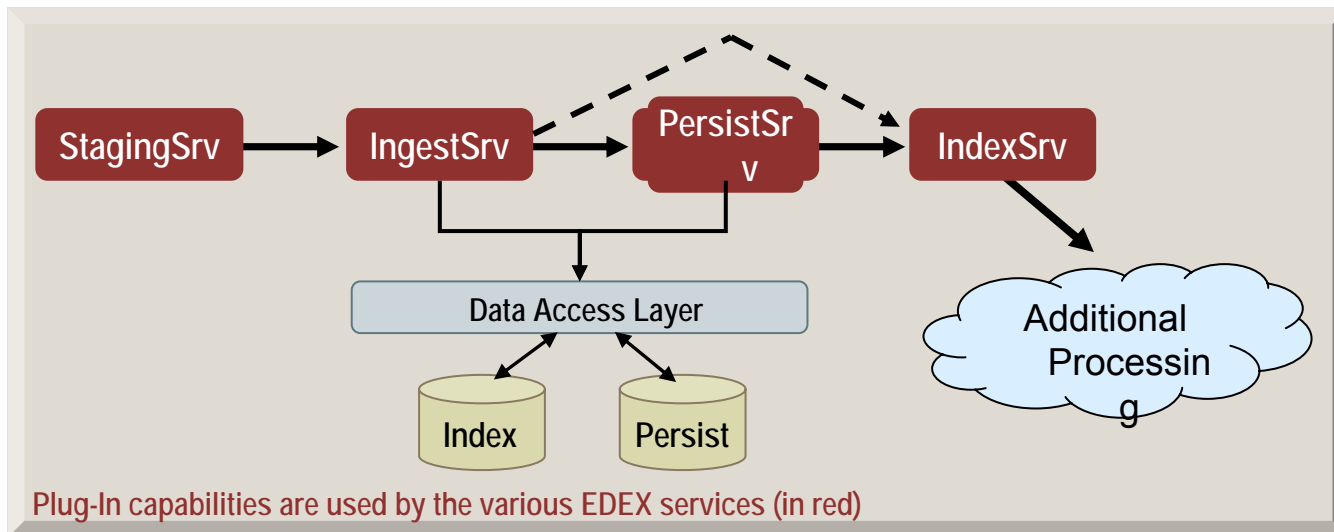 StagingSrv
IngestSrv
PersistSr
v
IndexSrv
Data Access Layer
Additional
Processin
g
Index
Persist
Plug-In capabilities are used by the various EDEX services (in red)